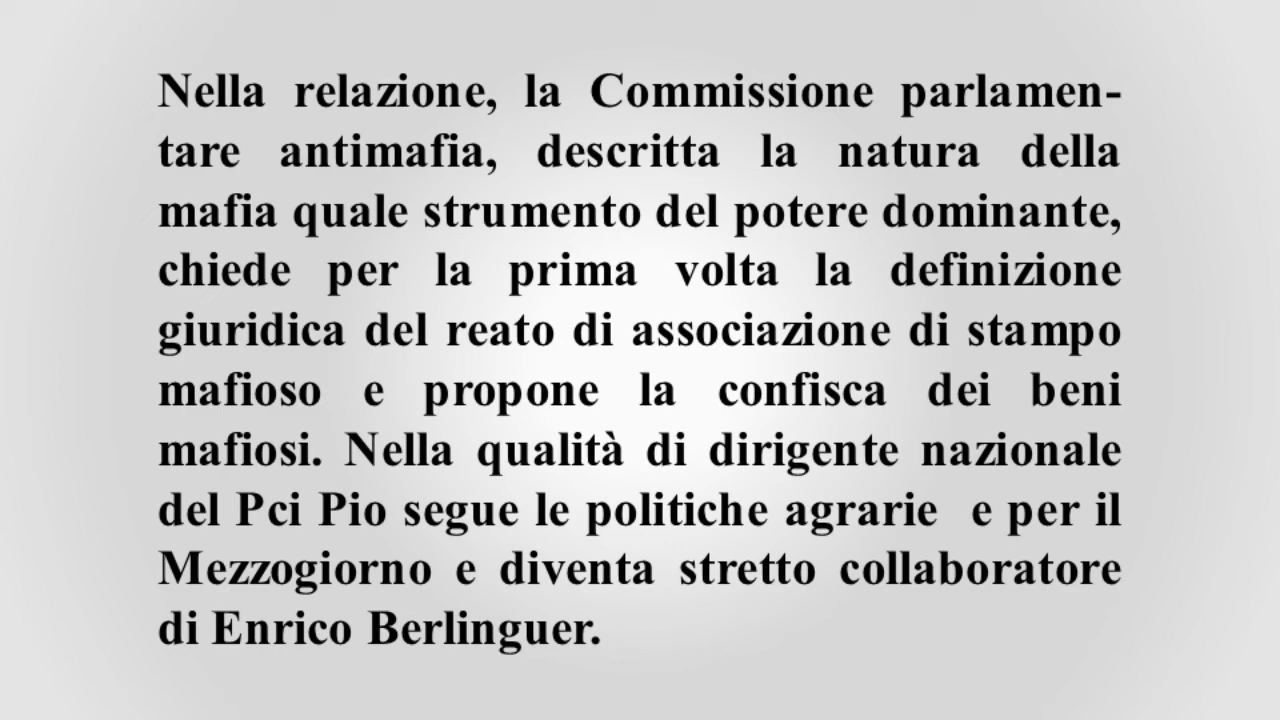 Nella relazione, la Commissione parlamen-
tare antimafia, descritta la natura della
mafia quale strumento del potere dominante,
chiede per la prima volta la definizione
giuridica del reato di associazione di stampo
mafioso e propone la confisca dei beni
mafiosi. Nella qualità di dirigente nazionale
del Pci Pio segue le politiche agrarie  e per il
Mezzogiorno e diventa stretto collaboratore
di Enrico Berlinguer.